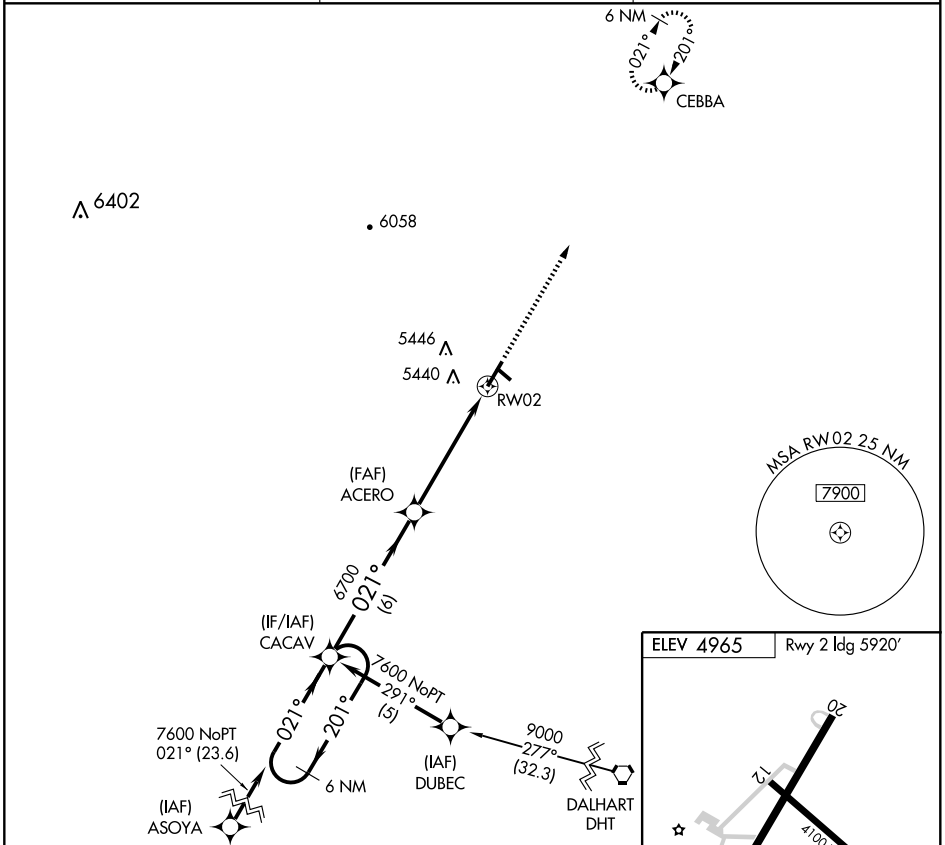 6 NM
021°
201°
CEBBA
6402
6058
5446
5440
RW02
(FAF)
ACERO
MSA RW02 25 NM
7900
6700
021°
(6)
(IF/IAF)
CACAV
7600 NoPT
291°
(5)
021°
201°
7600 NoPT
021° (23.6)
6 NM
(IAF)
DUBEC
9000
277°
(32.3)
(IAF)
ASOYA
DALHART
DHT
ELEV 4965
Rwy 2 ldg 5920'
20
12
4100